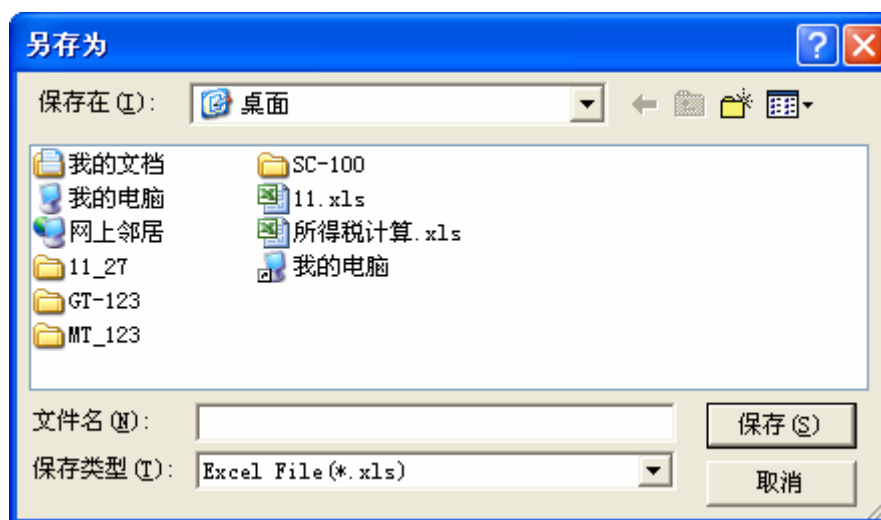 另存为
保存在(I): 桌面
我的文档
我的电脑
网上邻居
11_27
GT-123
MT_123
SC-100
11.xls
所得税计算.xls
我的电脑
文件名(N):
保存(S)
保存类型(T): Excel File(*.xls)
取消